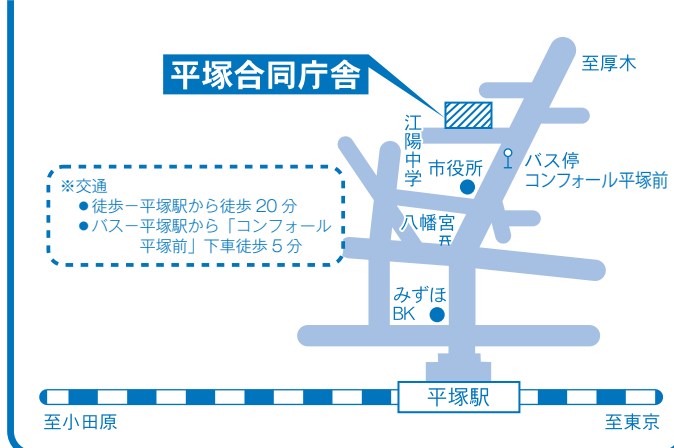 平塚合同庁舎
至厚木
江陽中学
市役所
バス停
コンフォール平塚前
※交通
●徒歩−平塚駅から徒歩20分
●バス−平塚駅から「コンフォール
平塚前」下車徒歩5分
八幡宮
みずほ
BK
平塚駅
至小田原
至東京